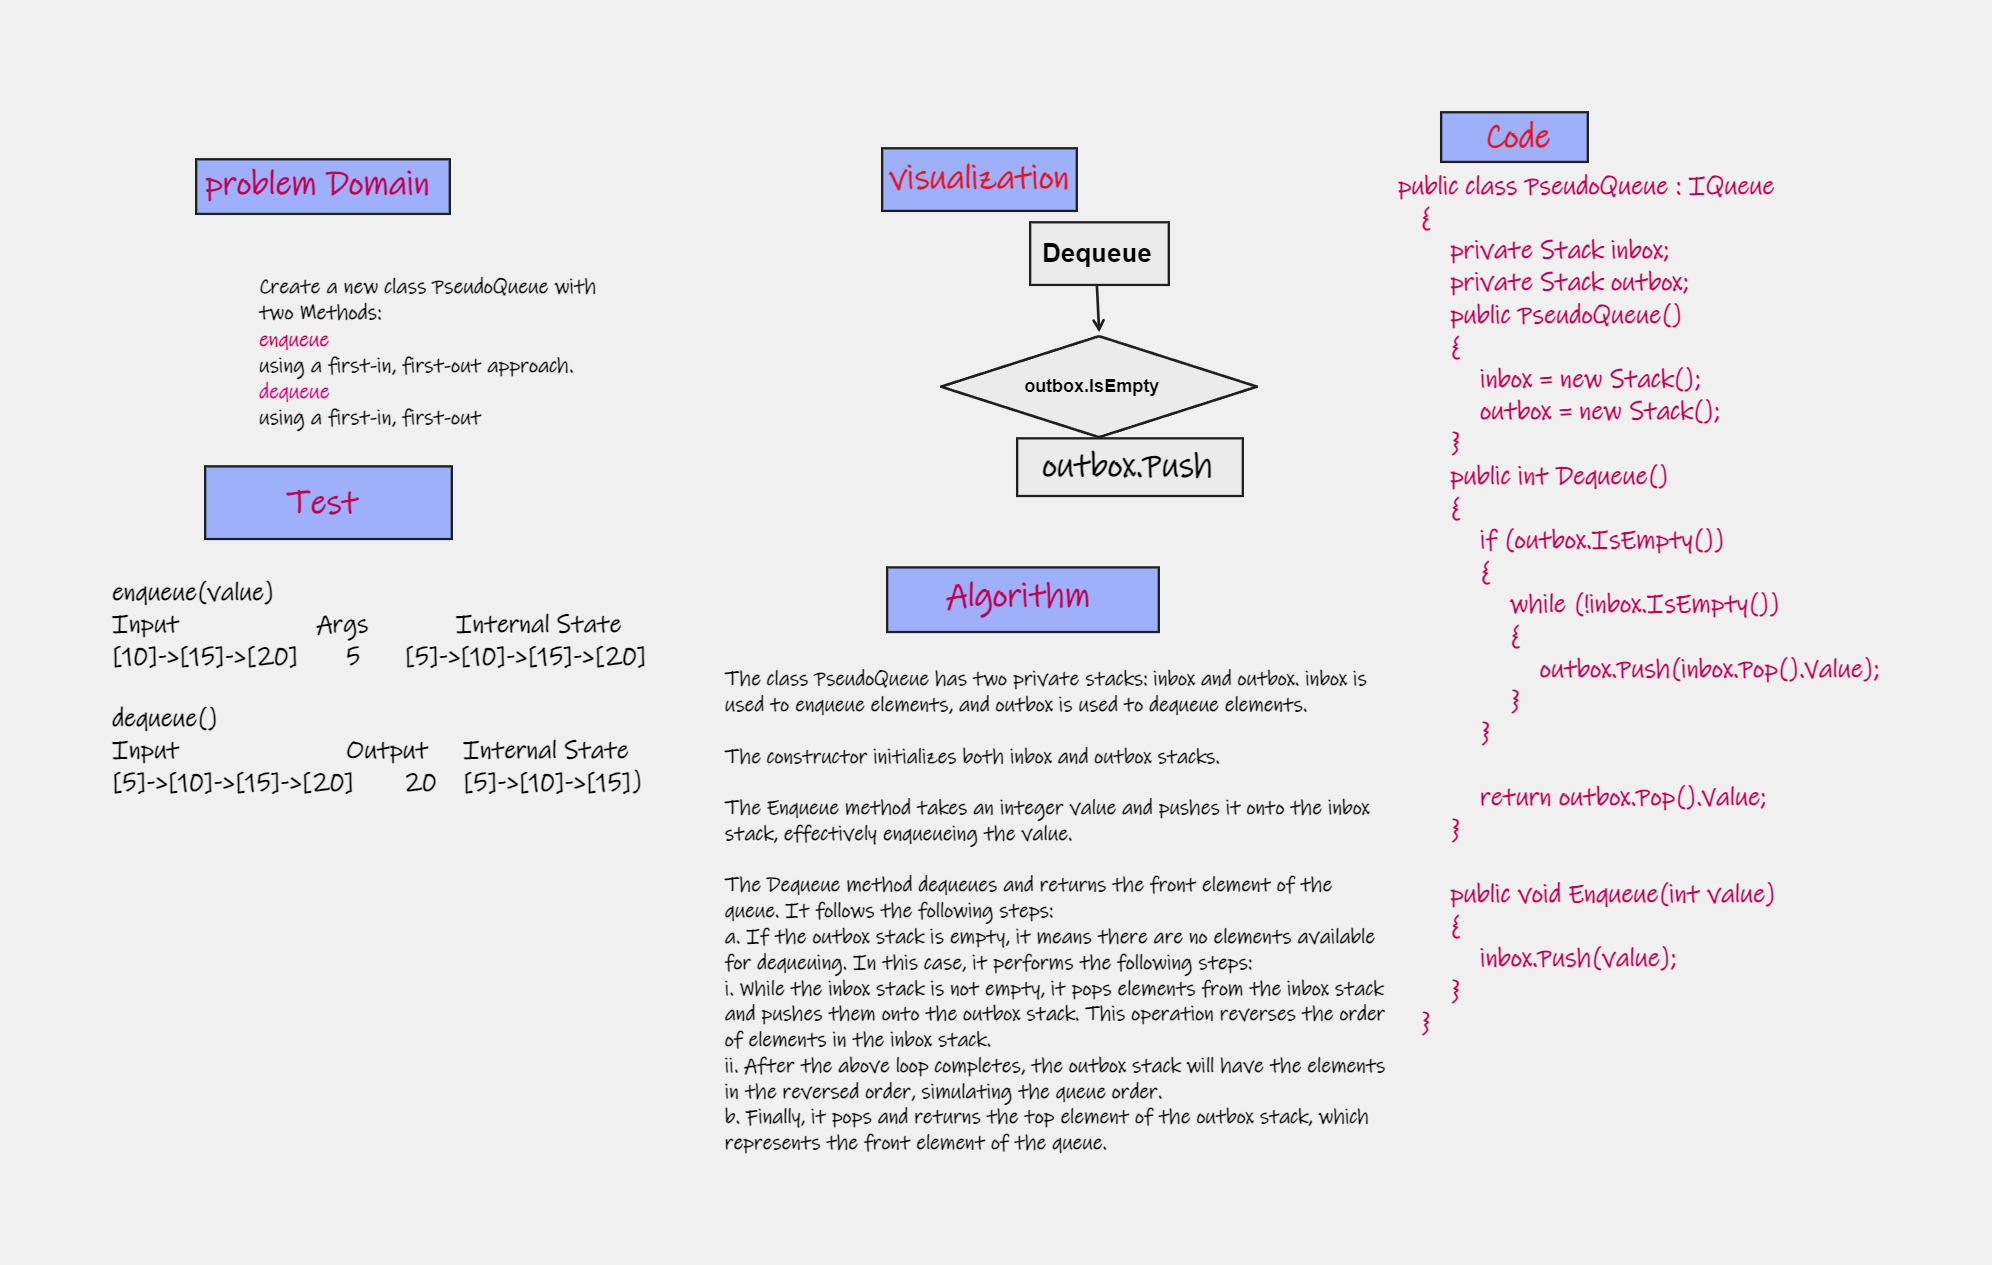 problem Domain
Create a new class PseudoQueue with
two Methods:
enqueue
using a first-in, first-out approach.
dequeue
using a first-in, first-out
Test
enqueue(value)
Input Args Internal State
[10]->[15]->[20] 5 [5]->[10]->[15]->[20]
dequeue()
Input Output Internal State
[5]->[10]->[15]->[20] 20 [5]->[10]->[15])
visualization
Dequeue
outbox.IsEmpty
outbox.Push
Algorithm
The class PseudoQueue has two private stacks: inbox and outbox. inbox is
used to enqueue elements, and outbox is used to dequeue elements.
The constructor initializes both inbox and outbox stacks.
The Enqueue method takes an integer value and pushes it onto the inbox
stack, effectively enqueueing the value.
The Dequeue method dequeues and returns the front element of the
queue. It follows the following steps:
a. If the outbox stack is empty, it means there are no elements available
for dequeuing. In this case, it performs the following steps:
i. While the inbox stack is not empty, it pops elements from the inbox stack
and pushes them onto the outbox stack. This operation reverses the order
of elements in the inbox stack.
ii. After the above loop completes, the outbox stack will have the elements
in the reversed order, simulating the queue order.
b. Finally, it pops and returns the top element of the outbox stack, which
represents the front element of the queue.
Code
public class PseudoQueue : IQueue
{
private Stack inbox;
private Stack outbox;
public PseudoQueue()
{
inbox = new Stack();
outbox = new Stack();
}
public int Dequeue()
{
if (outbox.IsEmpty())
{
while (!inbox.IsEmpty())
{
outbox.Push(inbox.Pop().Value);
}
}
return outbox.Pop().Value;
}
public void Enqueue(int value)
{
inbox.Push(value);
}
}